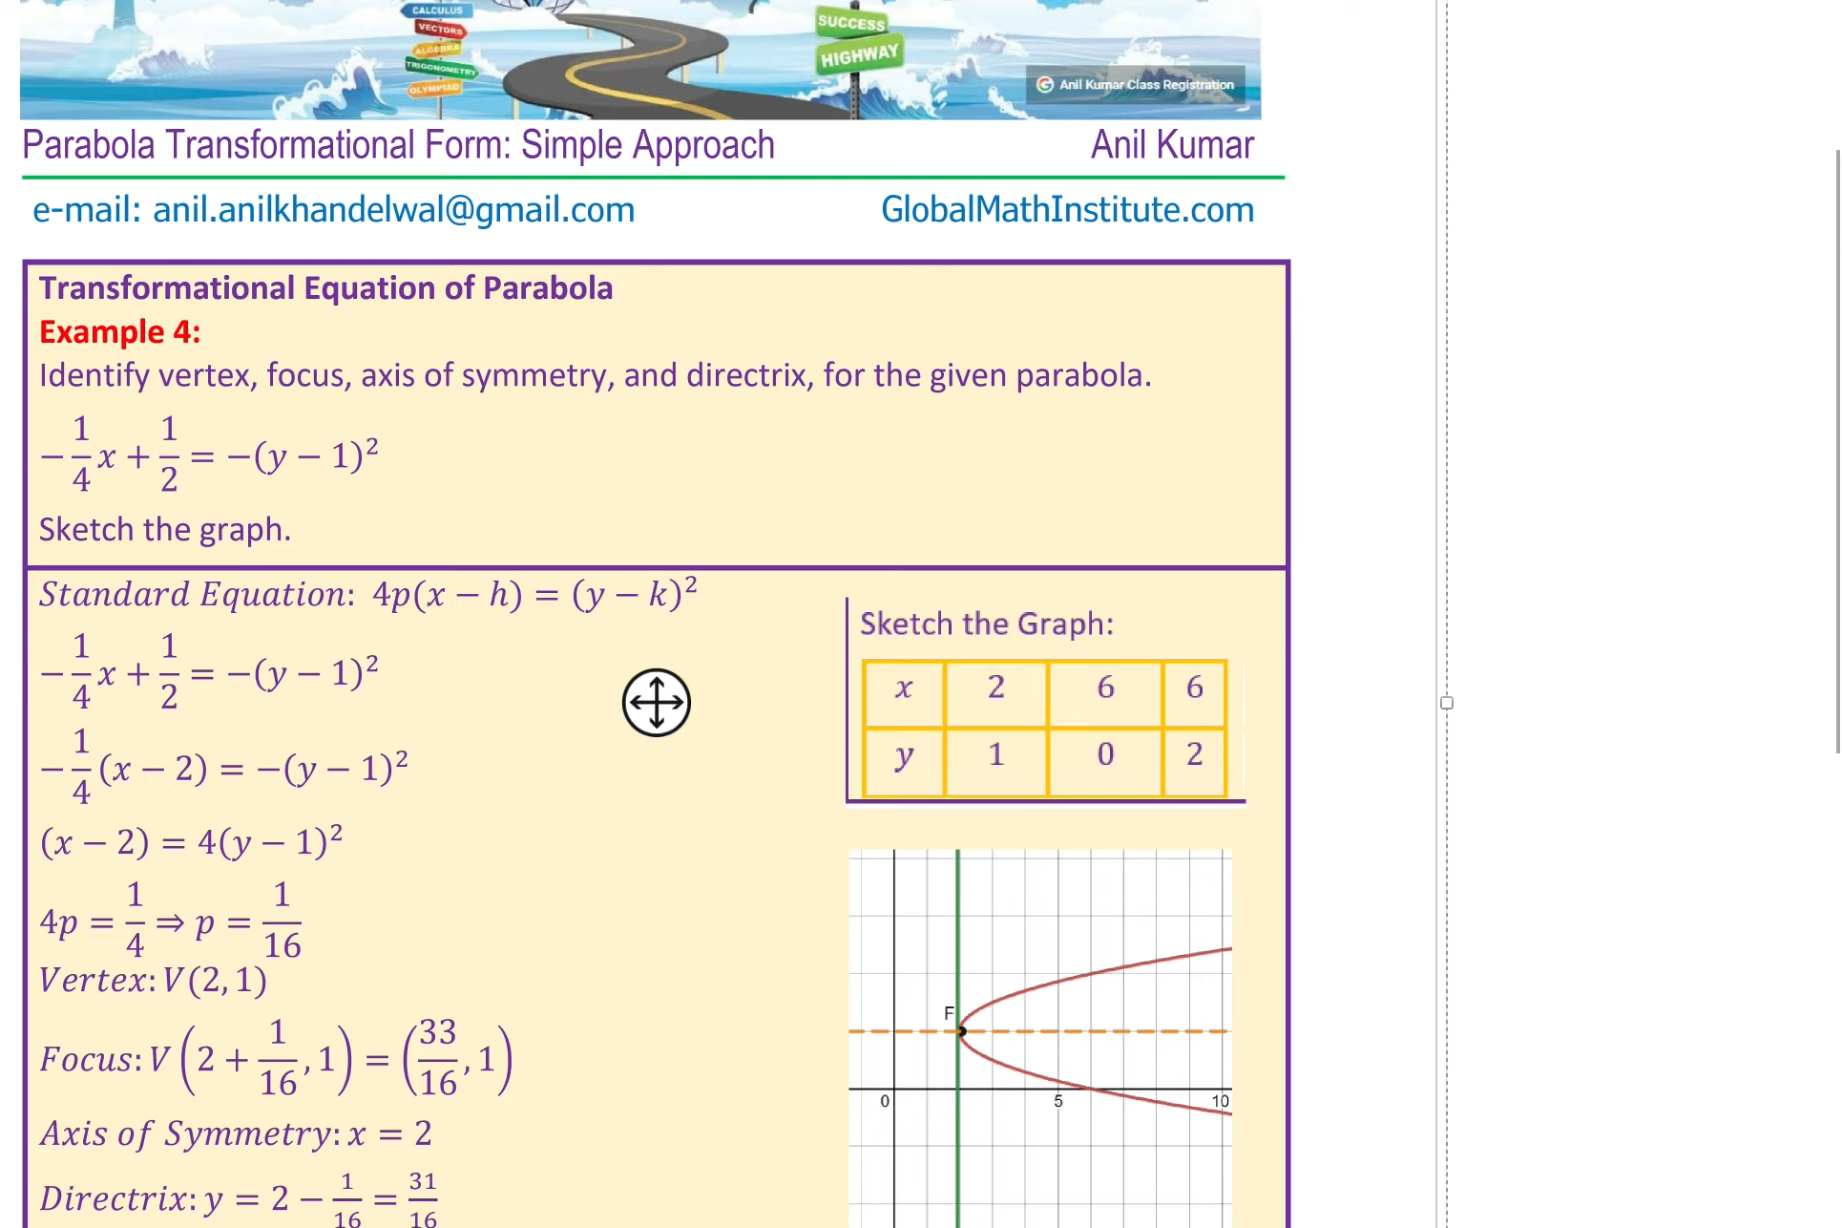 CALCULUS
VECTORS
ALGEBRA
TRIGONOMETRY
OLYMPIAD
SUCCESS
HIGHWAY
Anil Kumar Class Registration
Parabola Transformational Form: Simple Approach Anil Kumar
e-mail: anil.anilkhandelwal@gmail.com GlobalMathInstitute.com
Transformational Equation of Parabola
Example 4:
Identify vertex, focus, axis of symmetry, and directrix, for the given parabola.
−1/4 x + 1/2 = −(y − 1)²
Sketch the graph.
Standard Equation: 4p(x − h) = (y − k)²
−1/4 x + 1/2 = −(y − 1)²
−1/4 (x − 2) = −(y − 1)²
(x − 2) = 4(y − 1)²
4p = 1/4 ⇒ p = 1/16
Vertex: V(2, 1)
Focus: V(2 + 1/16, 1) = (33/16, 1)
Axis of Symmetry: x = 2
Directrix: y = 2 − 1/16 = 31/16
Sketch the Graph:
x 2 6 6
y 1 0 2
F
0 5 10